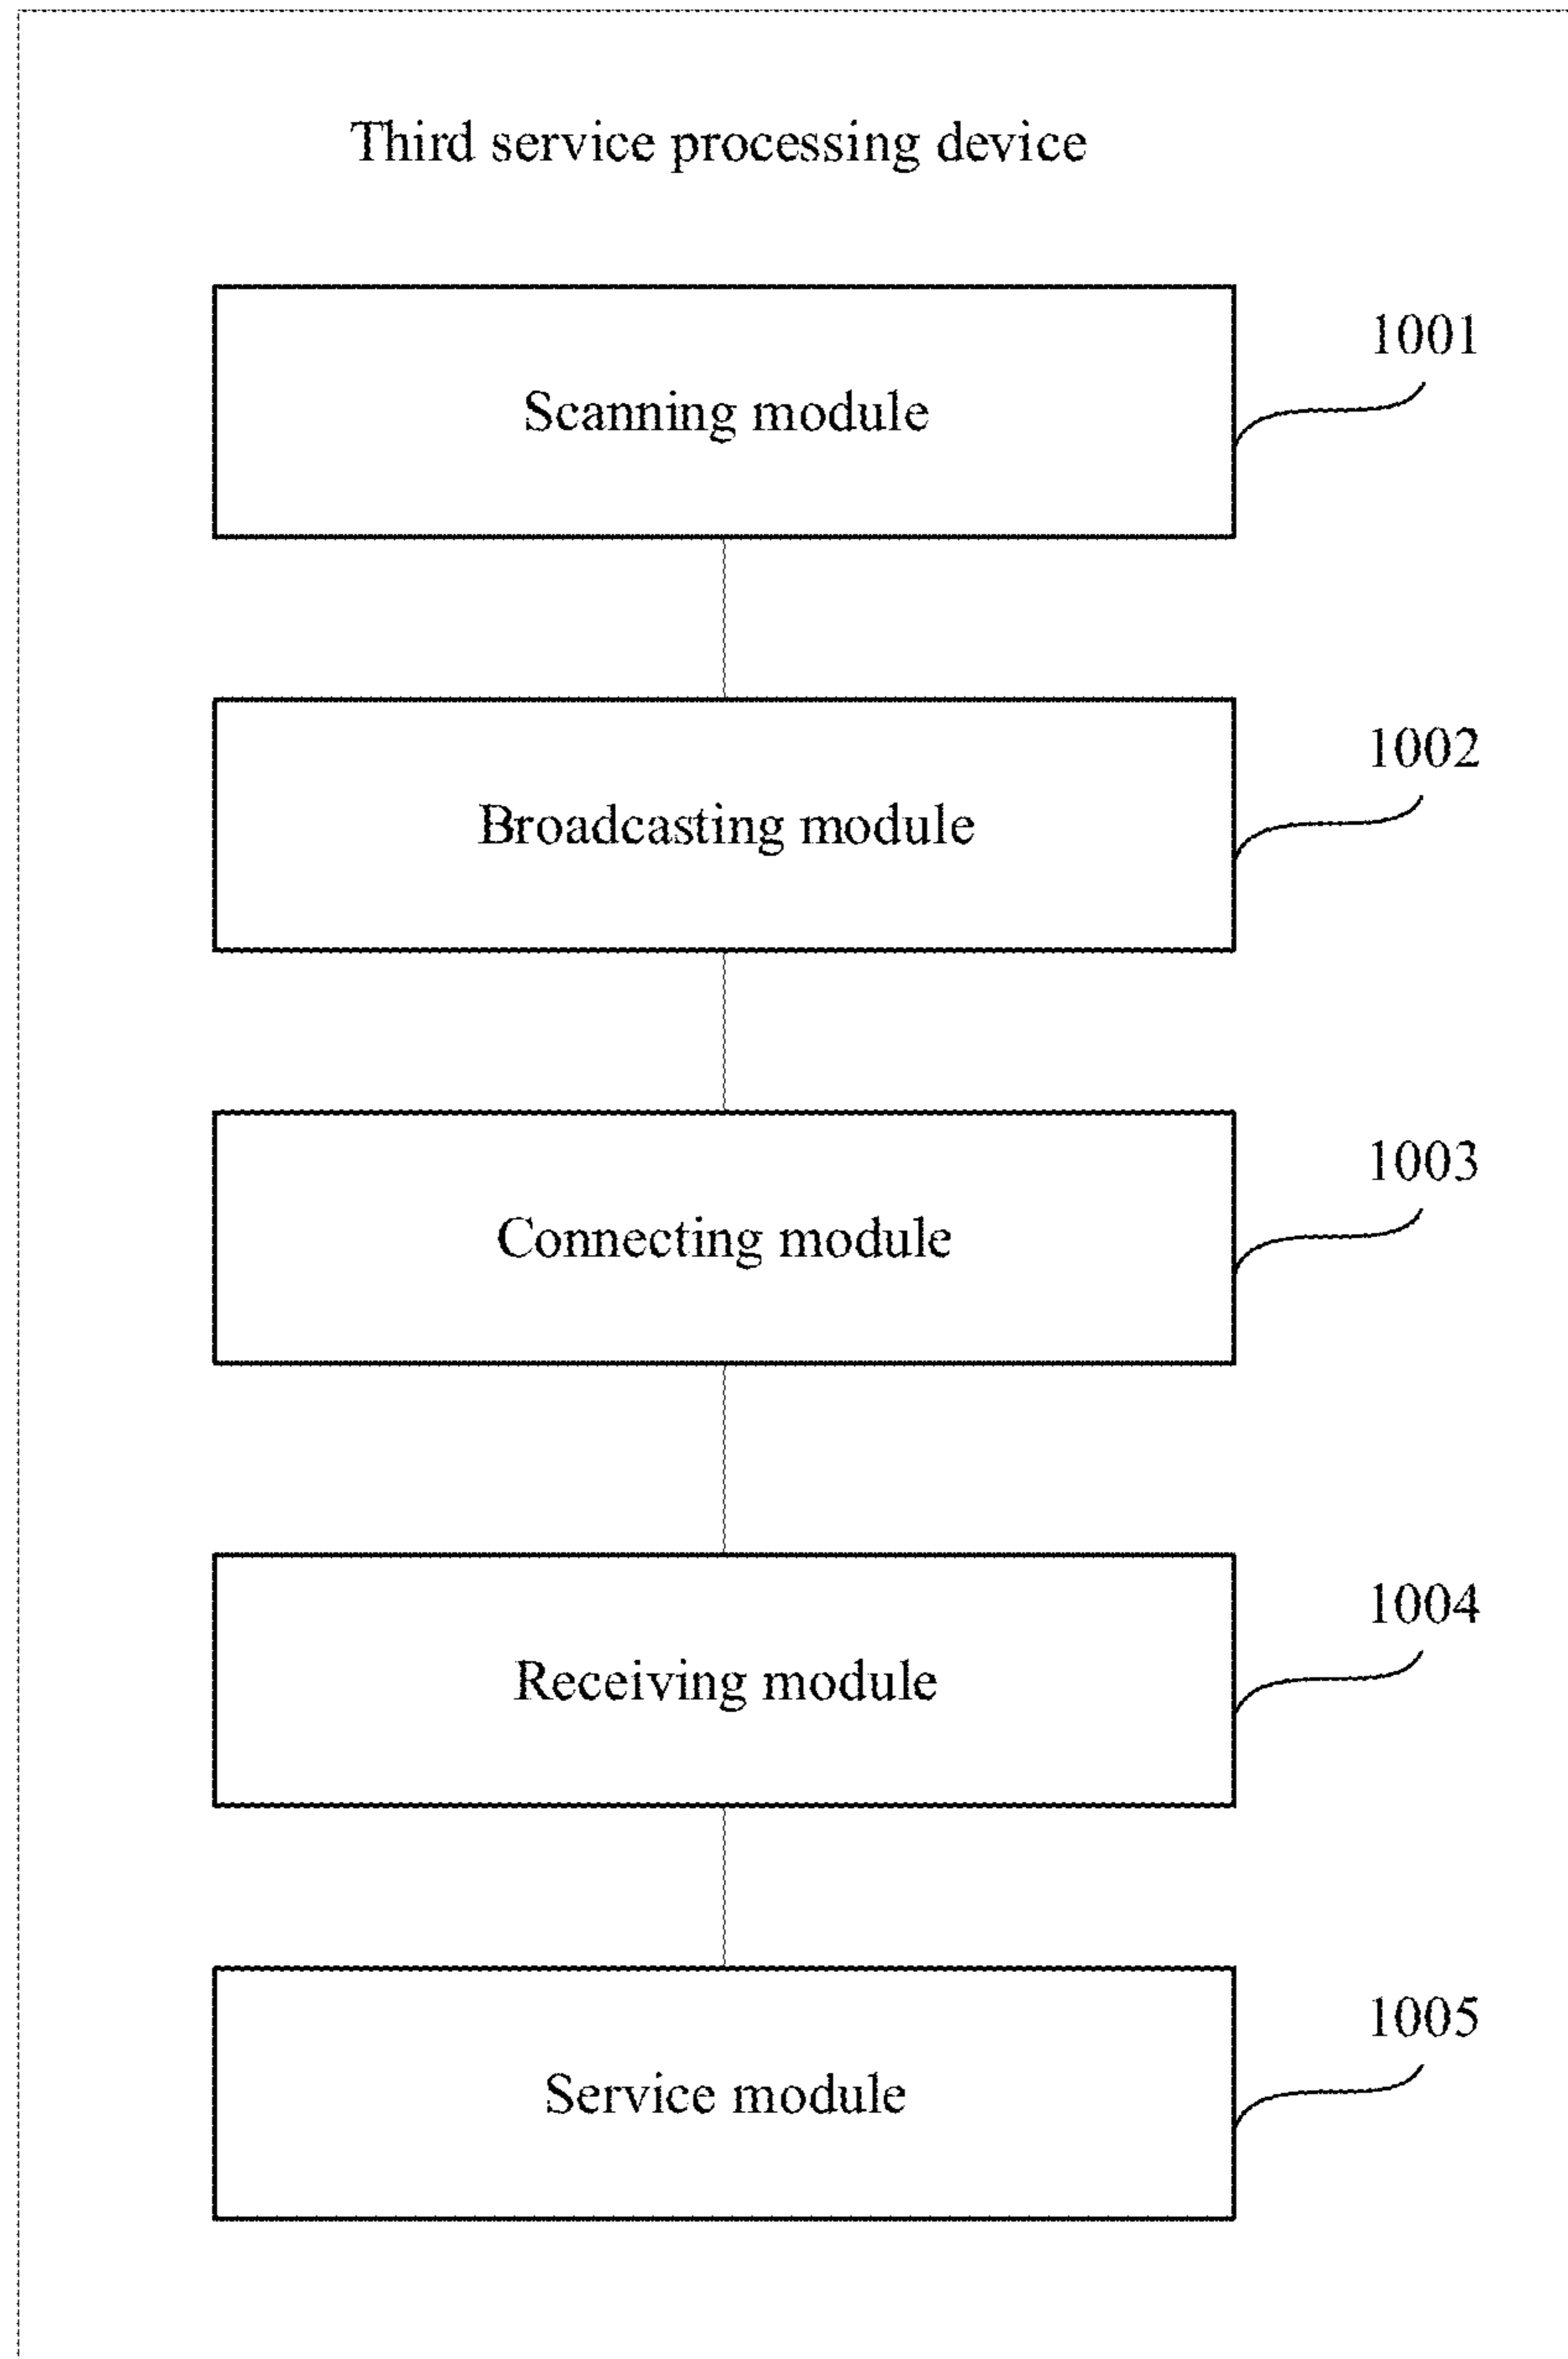 Third service processing device
1001
Scanning module
1002
Broadcasting module
1003
Connecting module
1004
Receiving module
1005
Service module